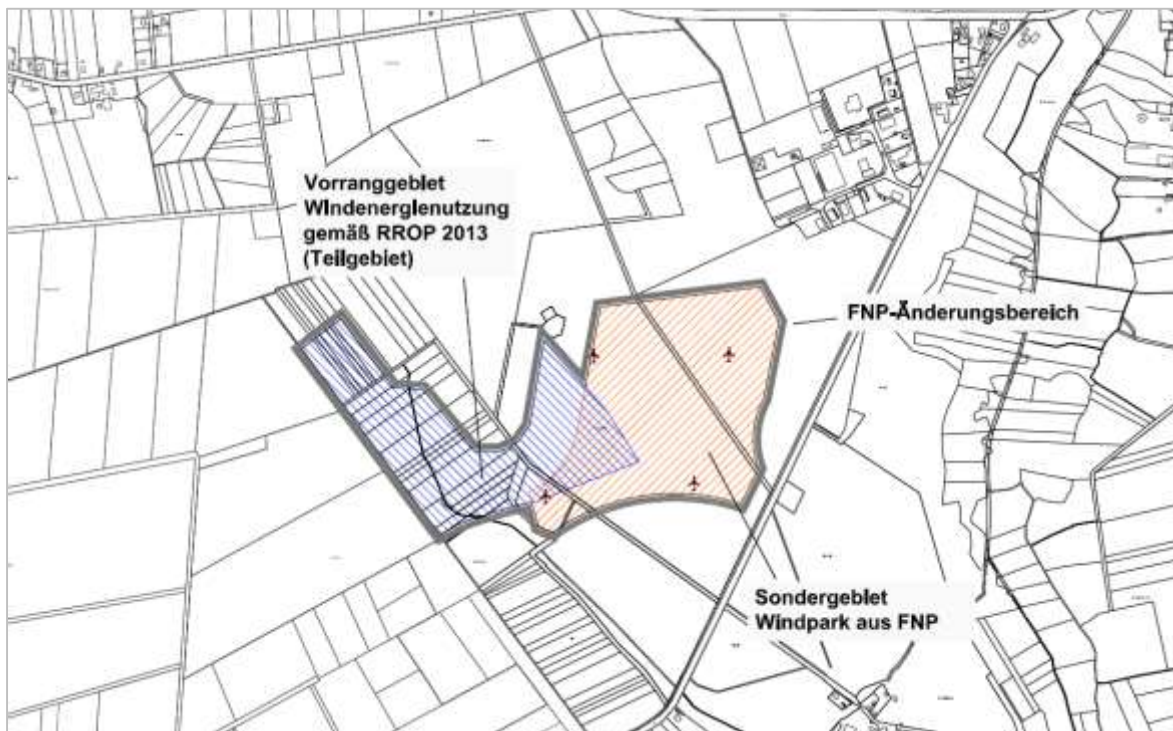 Vorranggebiet
Windenergienutzung
gemäß RROP 2013
(Teilgebiet)
FNP-Änderungsbereich
Sondergebiet
Windpark aus FNP